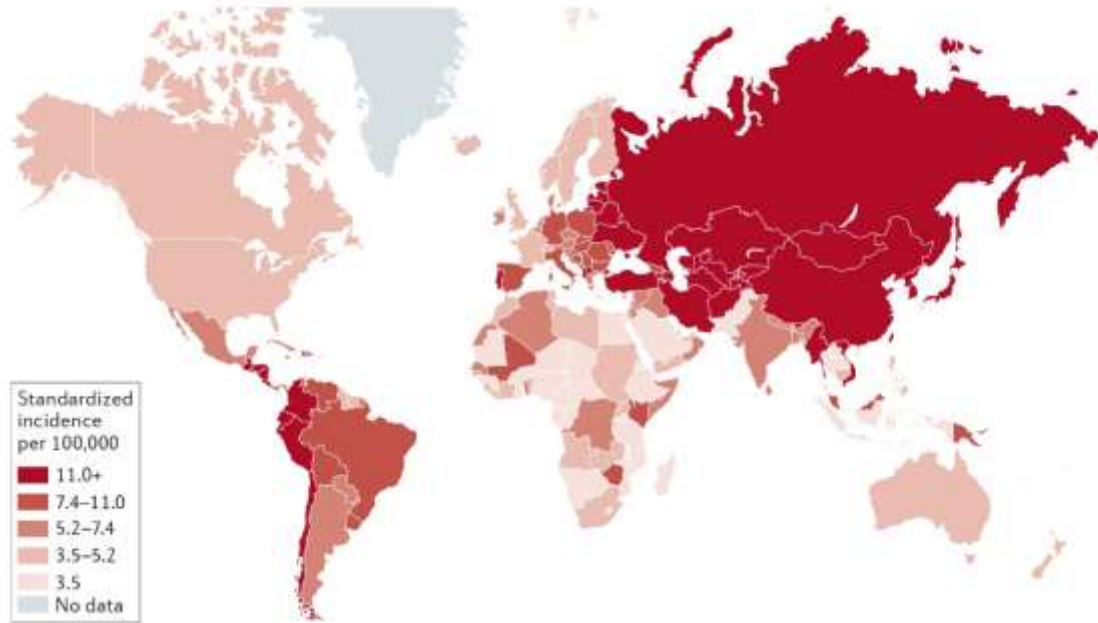 Standardized
incidence
per 100,000
11.0+
7.4–11.0
5.2–7.4
3.5–5.2
3.5
No data